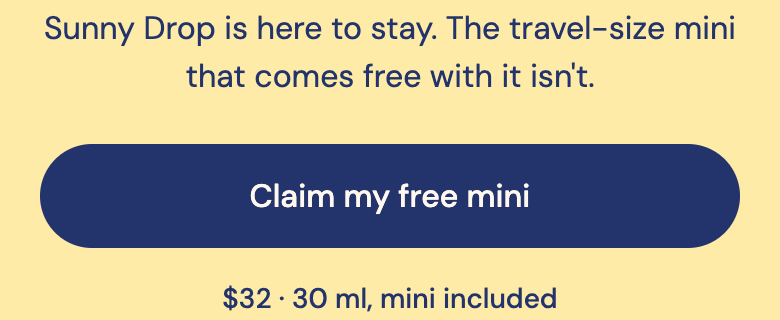 Sunny Drop is here to stay. The travel-size mini
that comes free with it isn't.
Claim my free mini
$32 · 30 ml, mini included